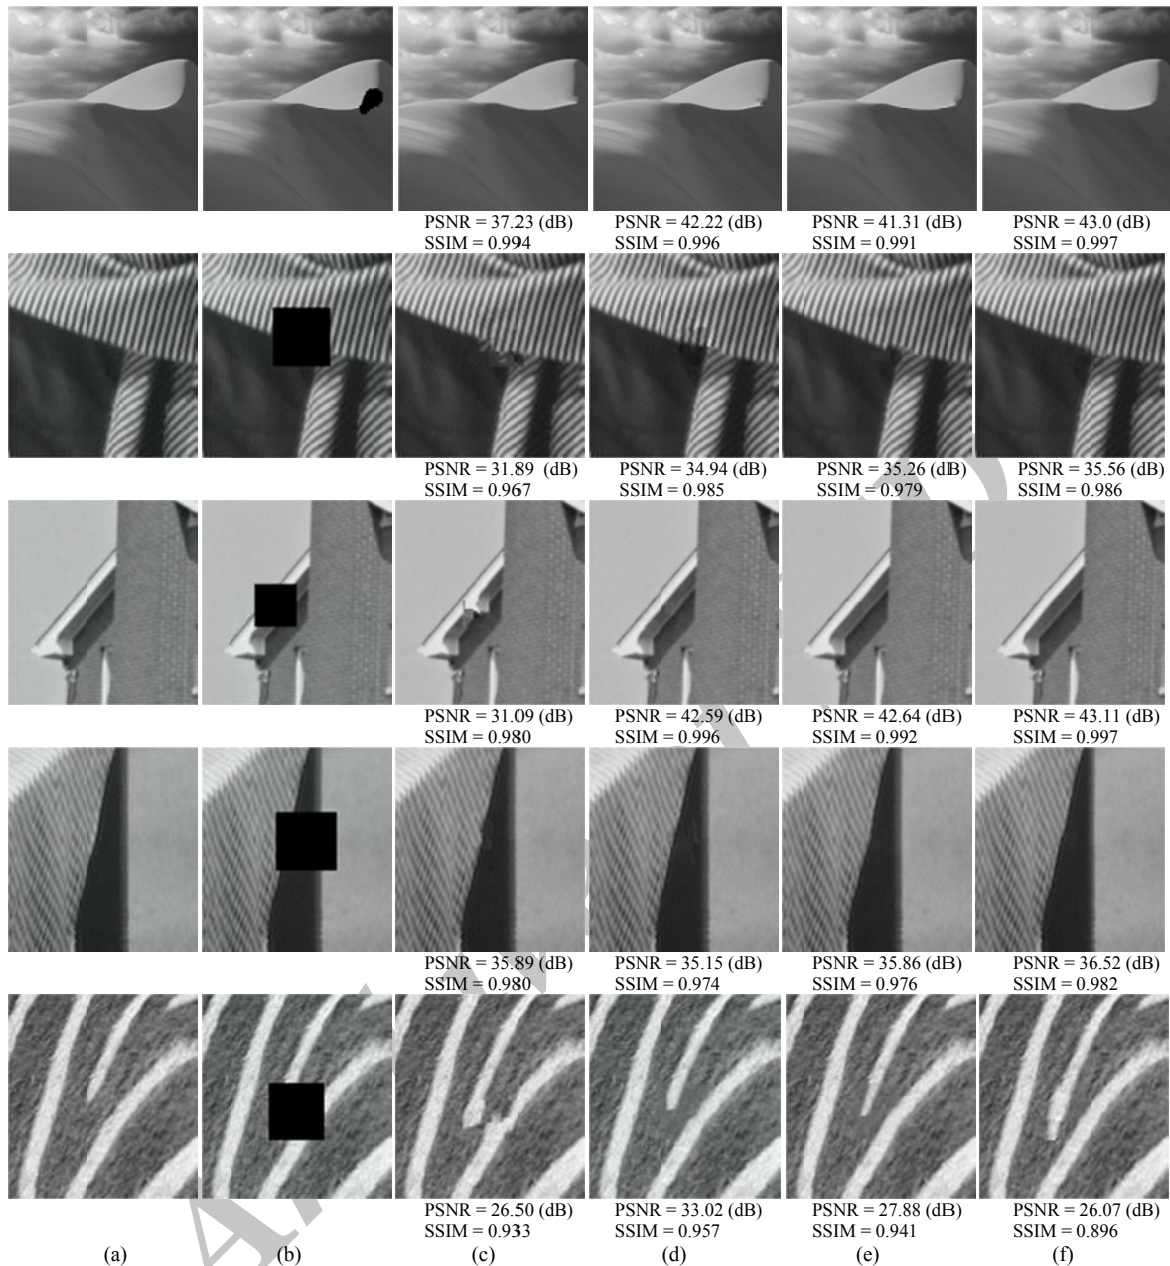 PSNR = 37.23 (dB) PSNR = 42.22 (dB) PSNR = 41.31 (dB) PSNR = 43.0 (dB)
SSIM = 0.994 SSIM = 0.996 SSIM = 0.991 SSIM = 0.997
PSNR = 31.89 (dB) PSNR = 34.94 (dB) PSNR = 35.26 (dB) PSNR = 35.56 (dB)
SSIM = 0.967 SSIM = 0.985 SSIM = 0.979 SSIM = 0.986
PSNR = 31.09 (dB) PSNR = 42.59 (dB) PSNR = 42.64 (dB) PSNR = 43.11 (dB)
SSIM = 0.980 SSIM = 0.996 SSIM = 0.992 SSIM = 0.997
PSNR = 35.89 (dB) PSNR = 35.15 (dB) PSNR = 35.86 (dB) PSNR = 36.52 (dB)
SSIM = 0.980 SSIM = 0.974 SSIM = 0.976 SSIM = 0.982
PSNR = 26.50 (dB) PSNR = 33.02 (dB) PSNR = 27.88 (dB) PSNR = 26.07 (dB)
SSIM = 0.933 SSIM = 0.957 SSIM = 0.941 SSIM = 0.896
(a) (b) (c) (d) (e) (f)